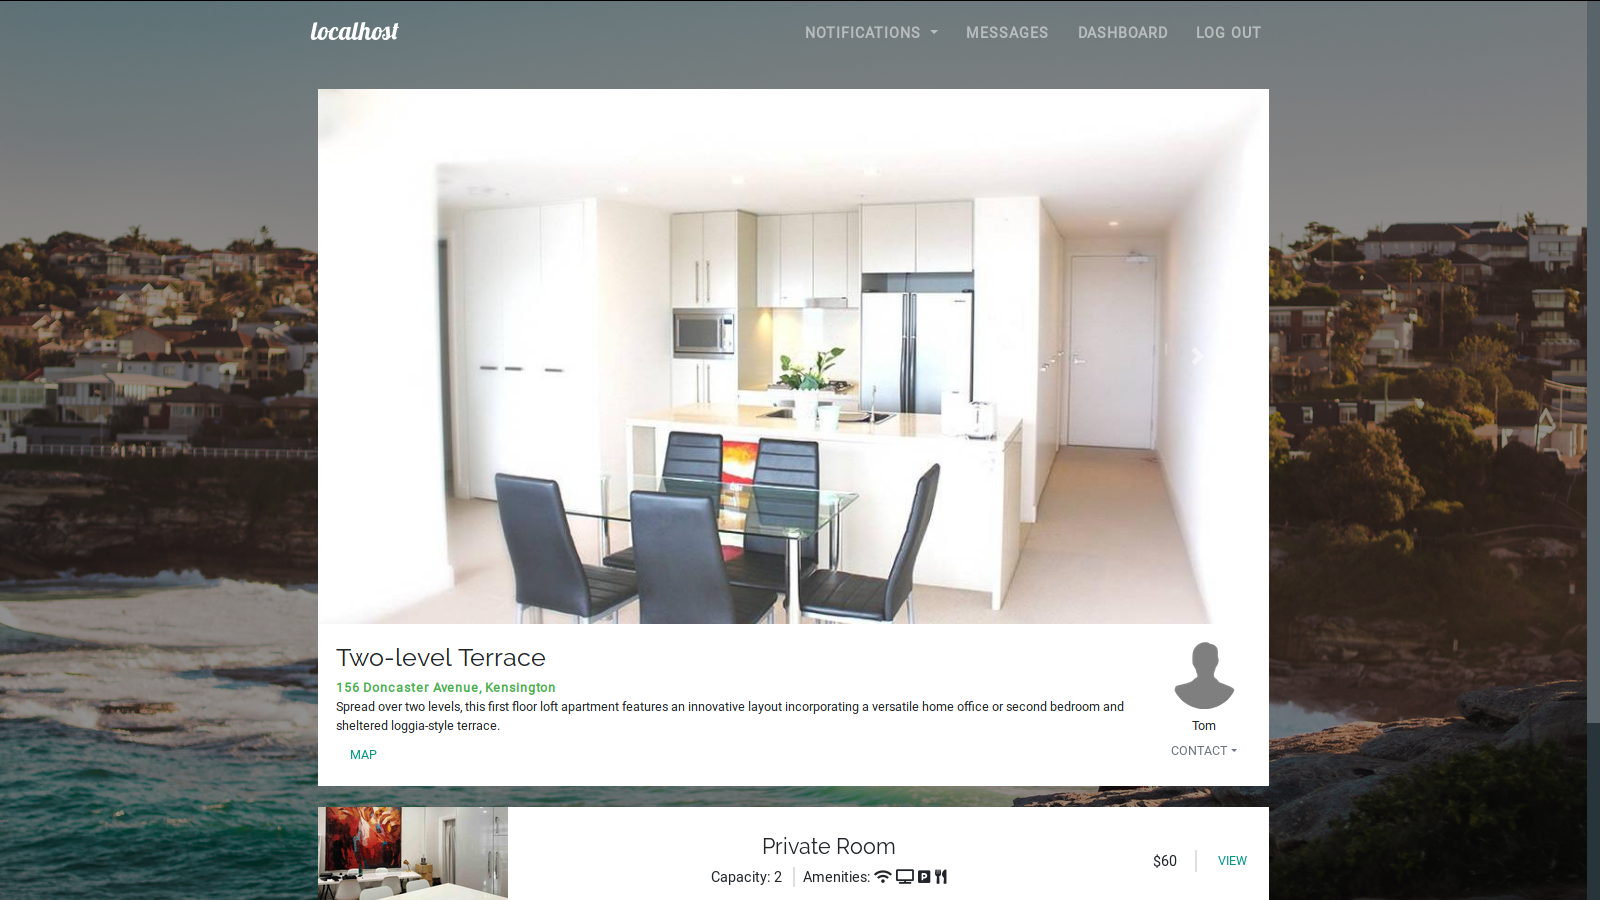 localhost
NOTIFICATIONS
MESSAGES
DASHBOARD
LOG OUT
Two-level Terrace
156 Doncaster Avenue, Kensington
Spread over two levels, this first floor loft apartment features an innovative layout incorporating a versatile home office or second bedroom and
sheltered loggia-style terrace.
MAP
Tom
CONTACT
Private Room
Capacity: 2
Amenities:
$60
VIEW